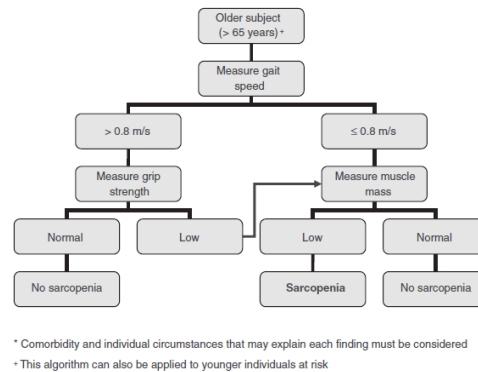 Older subject
(> 65 years)⁺
Measure gait
speed
> 0.8 m/s
≤ 0.8 m/s
Measure grip
strength
Measure muscle
mass
Normal
Low
Low
Normal
No sarcopenia
Sarcopenia
No sarcopenia
* Comorbidity and individual circumstances that may explain each finding must be considered
⁺ This algorithm can also be applied to younger individuals at risk